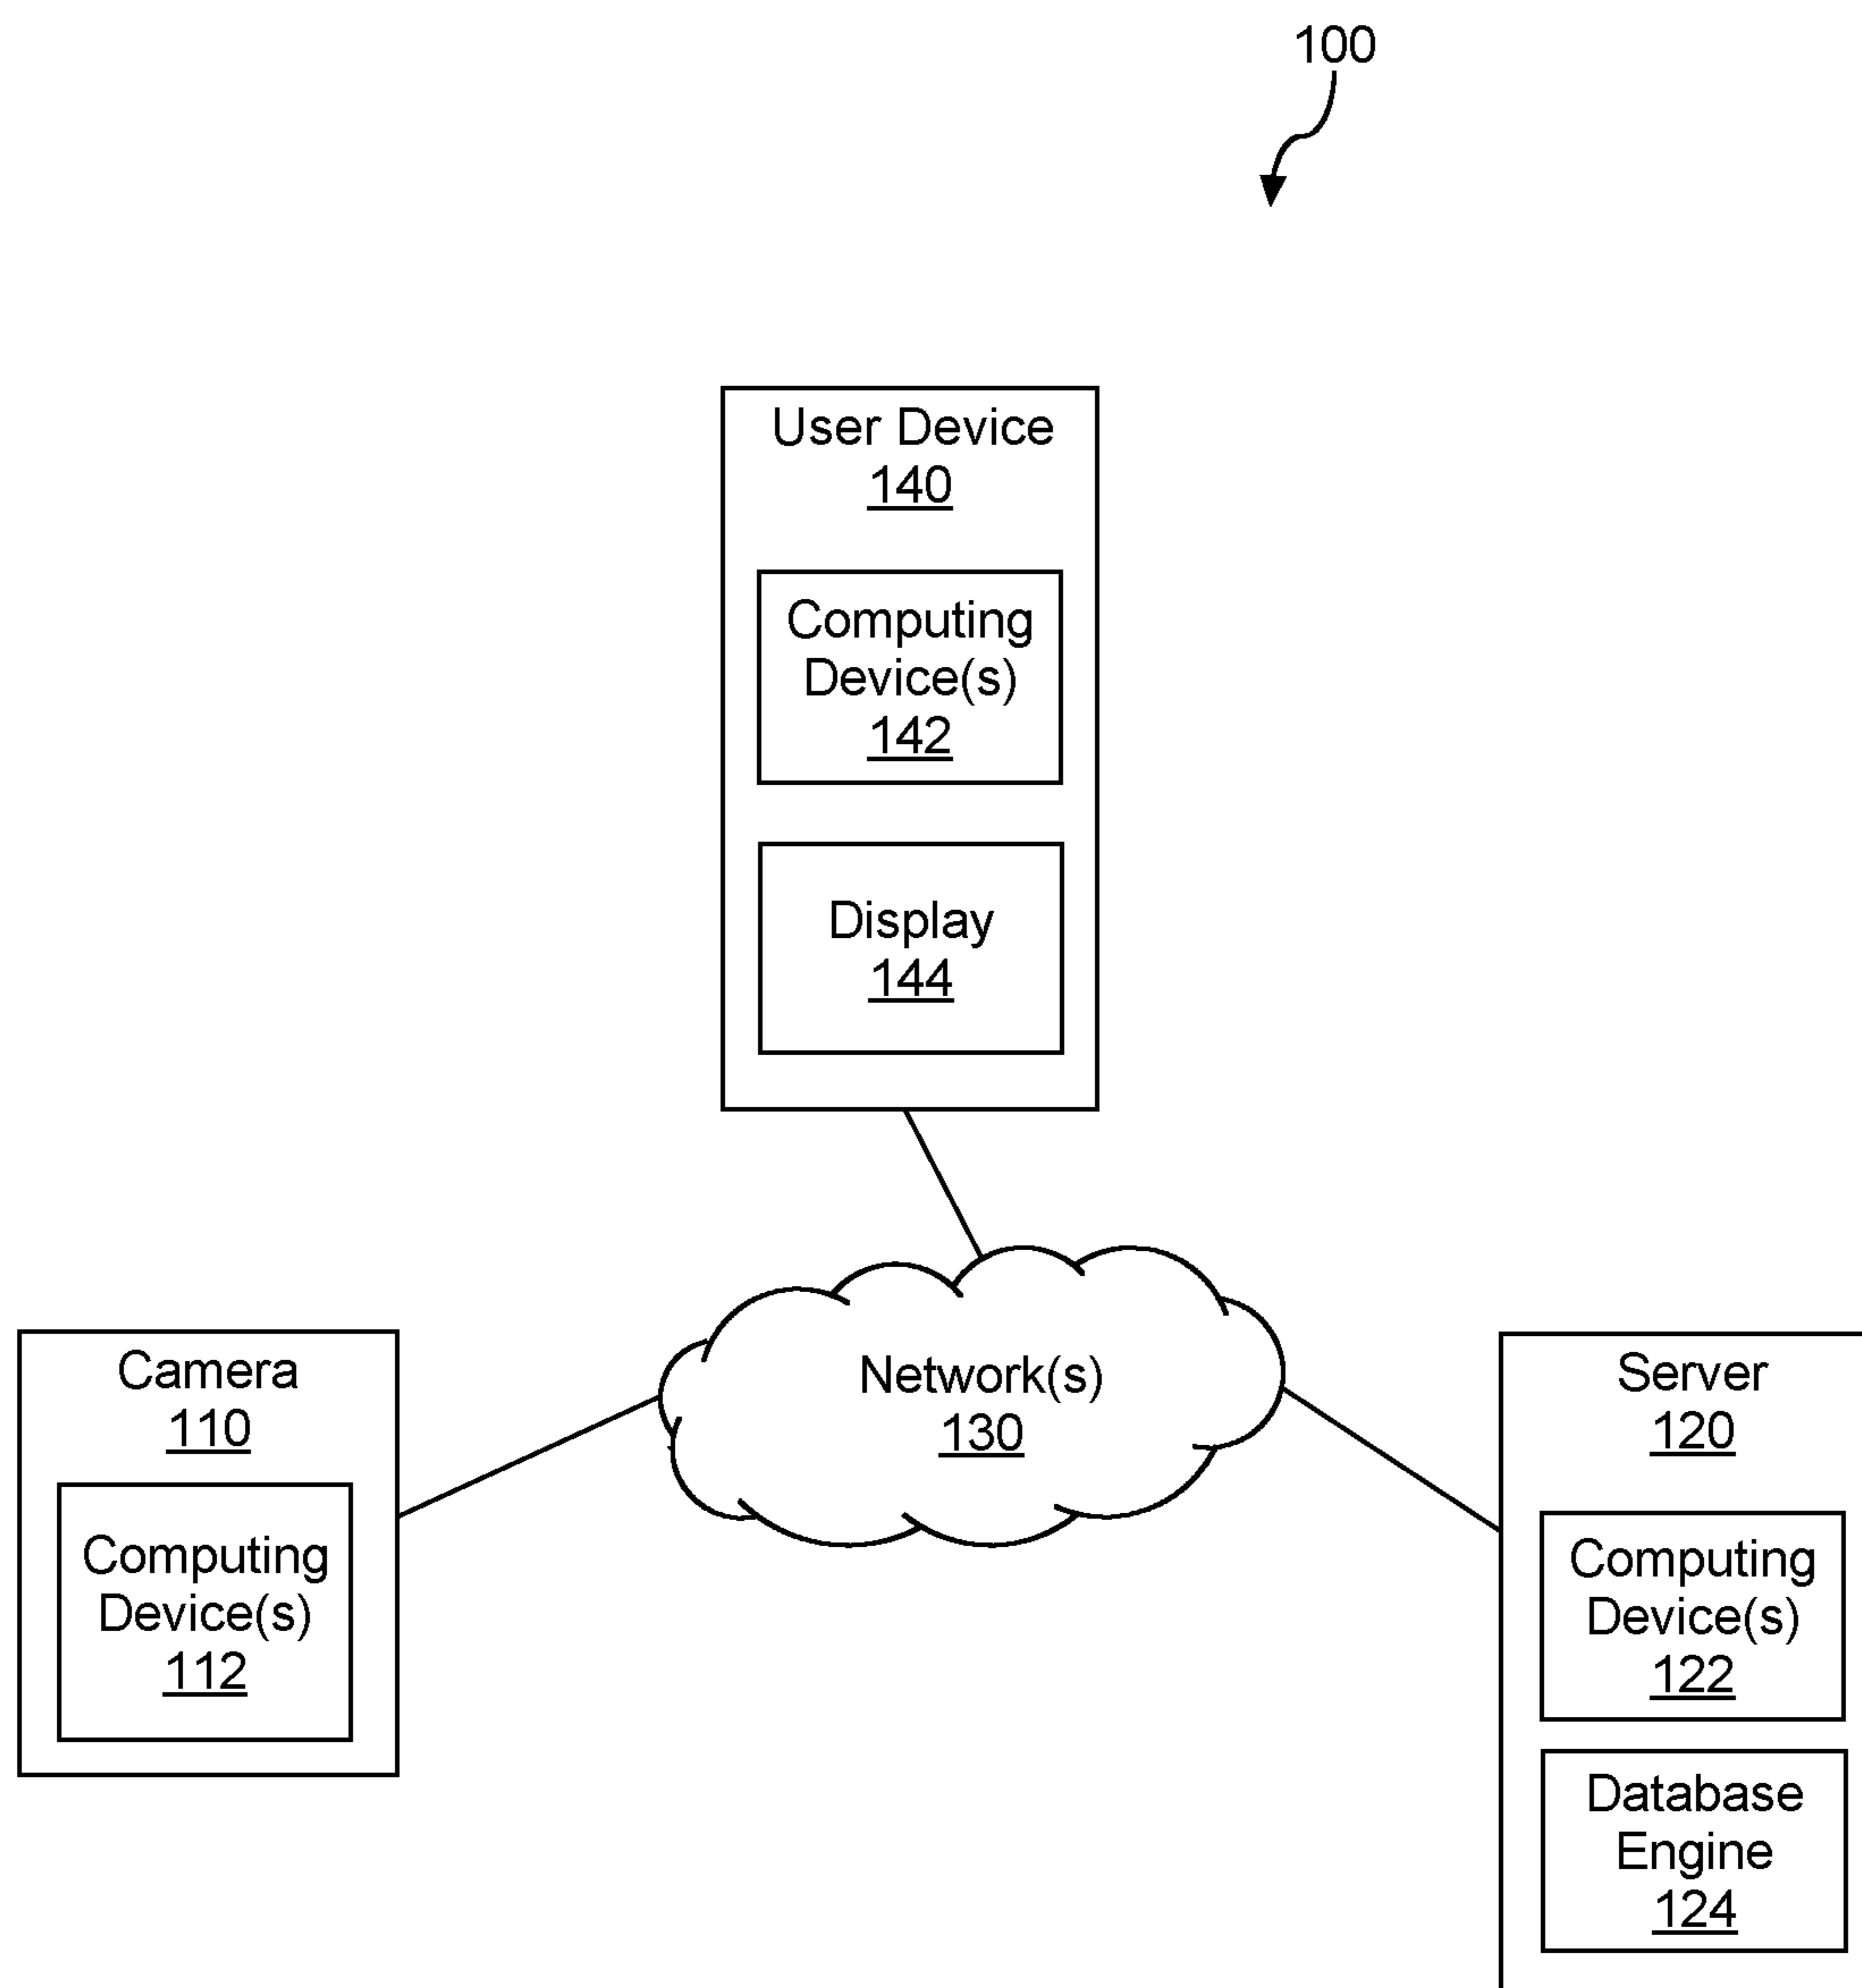 100
User Device
140
Computing
Device(s)
142
Display
144
Network(s)
130
Camera
110
Computing
Device(s)
112
Server
120
Computing
Device(s)
122
Database
Engine
124